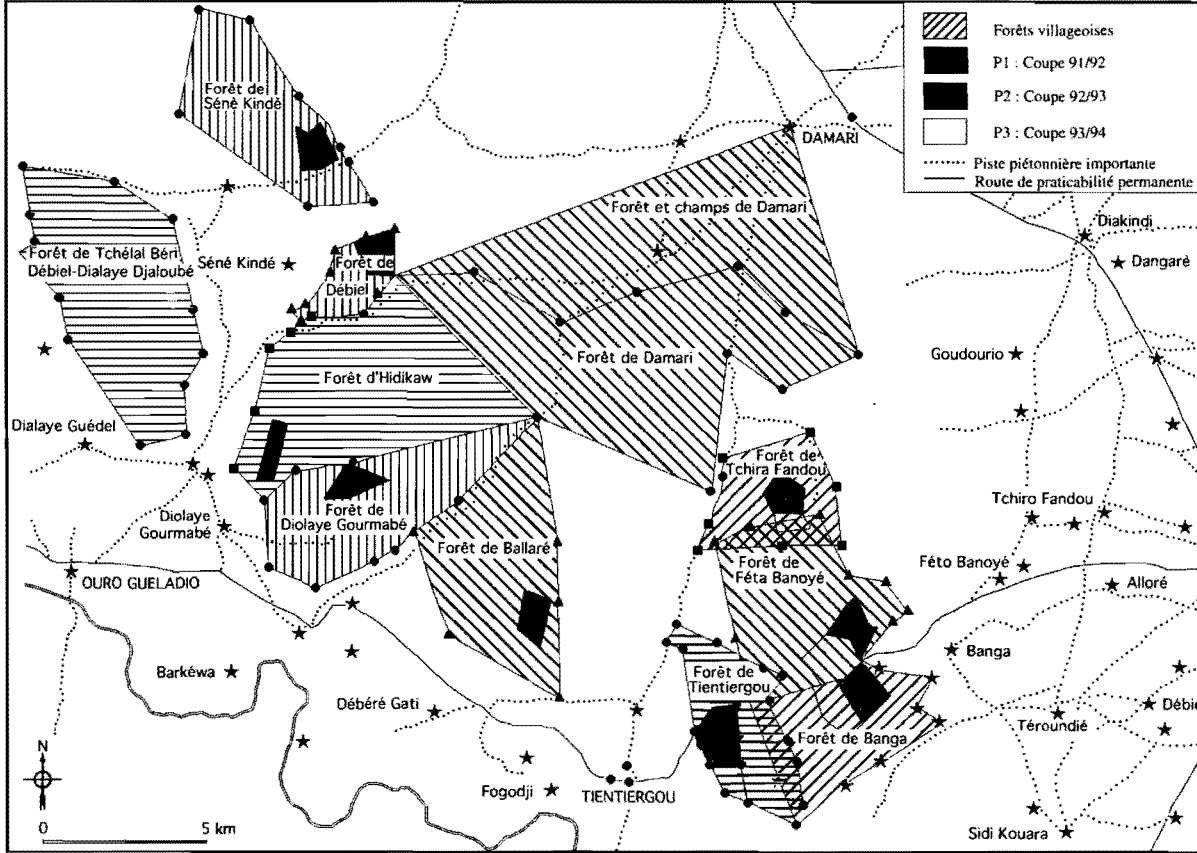 Forêts villageoises
P1 : Coupe 91/92
P2 : Coupe 92/93
P3 : Coupe 93/94
Piste piétonnière importante
Route de praticabilité permanente
Forêt de
Sénè Kindè
DAMARI
Forêt et champs de Damari
Diakindi
Dangaré
Forêt de Tchélal Béri
Débiel-Dialaye Djaloubé
Séné Kindé
Forêt de
Débiel
Goudourio
Forêt de Damari
Forêt d'Hidikaw
Dialaye Guédel
Forêt de
Tchira Fandou
Tchiro Fandou
Forêt de
Diolaye Gourmabé
Diolaye
Gourmabé
Forêt de Ballaré
Forêt de
Féta Banoyé
Féto Banoyé
Alloré
OURO GUELADIO
Banga
Barkéwa
Forêt de
Tientiergou
Débéré Gati
Téroundié
Débie
Forêt de Banga
N
Fogodji
TIENTIERGOU
Sidi Kouara
0 5 km